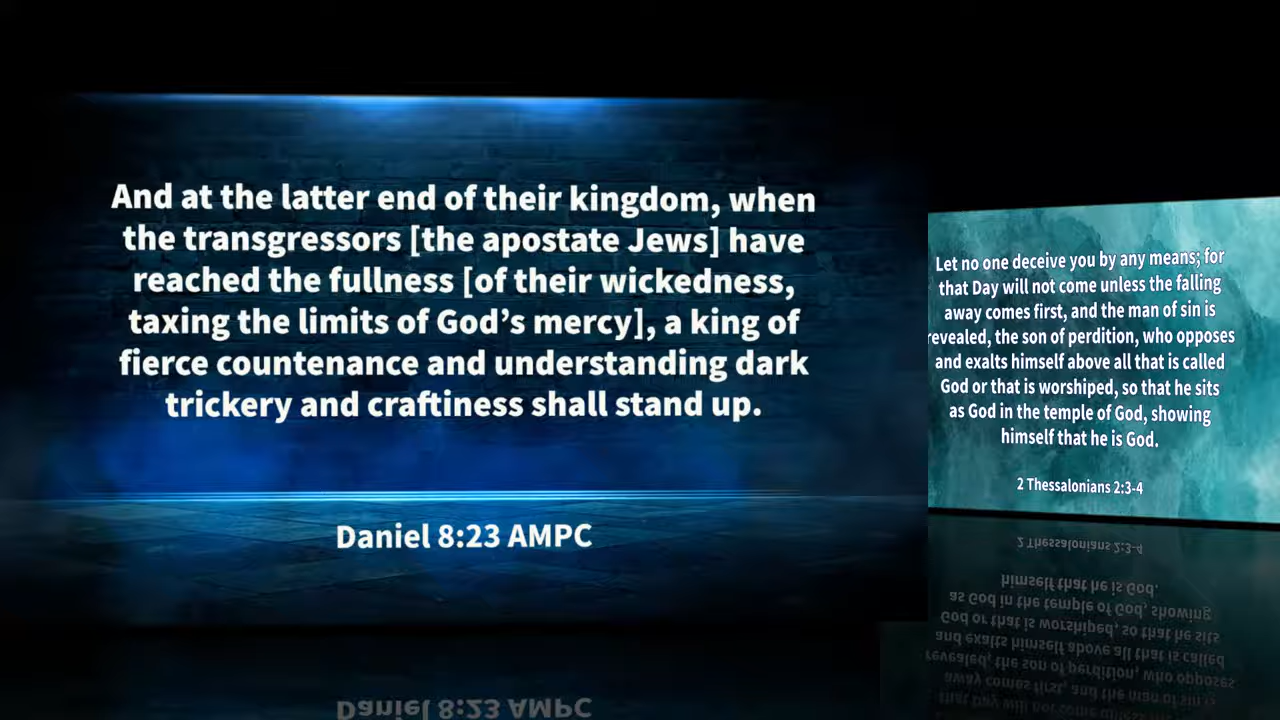 And at the latter end of their kingdom, when
the transgressors [the apostate Jews] have
reached the fullness [of their wickedness,
taxing the limits of God’s mercy], a king of
fierce countenance and understanding dark
trickery and craftiness shall stand up.
Daniel 8:23 AMPC
Let no one deceive you by any means; for
that Day will not come unless the falling
away comes first, and the man of sin is
revealed, the son of perdition, who opposes
and exalts himself above all that is called
God or that is worshiped, so that he sits
as God in the temple of God, showing
himself that he is God.
2 Thessalonians 2:3-4